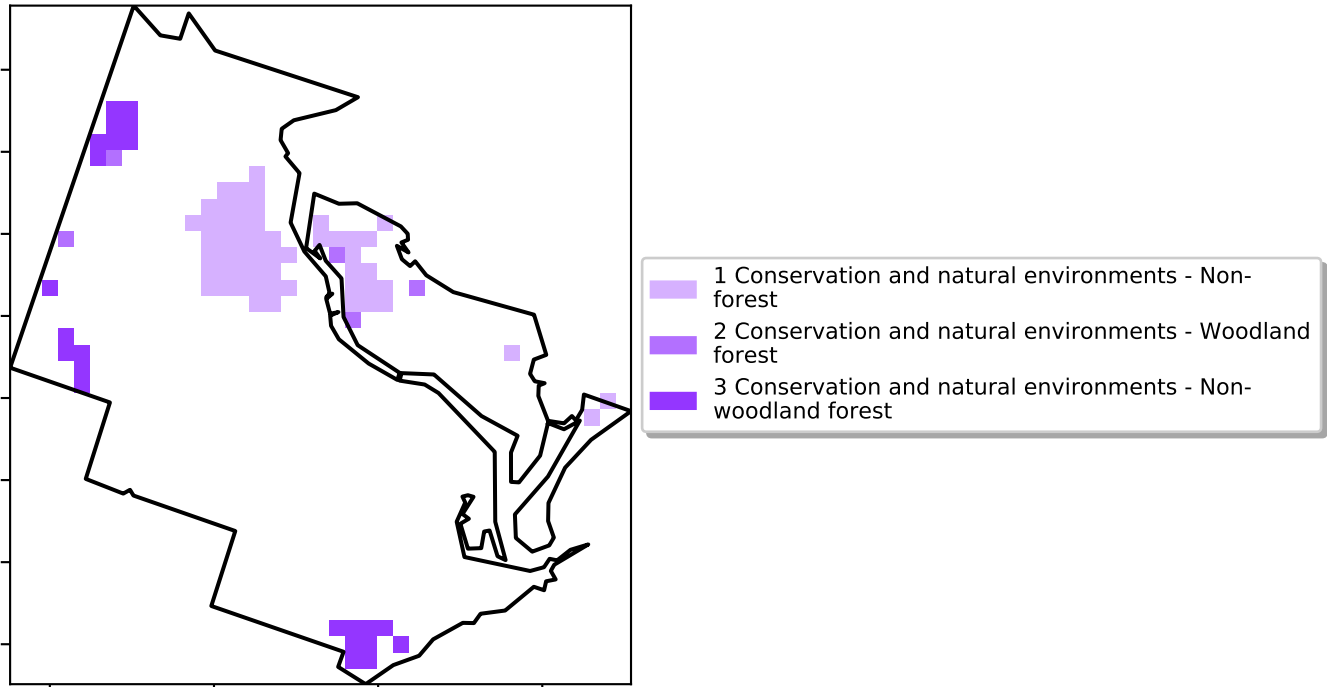 1 Conservation and natural environments - Non-
forest
2 Conservation and natural environments - Woodland
forest
3 Conservation and natural environments - Non-
woodland forest